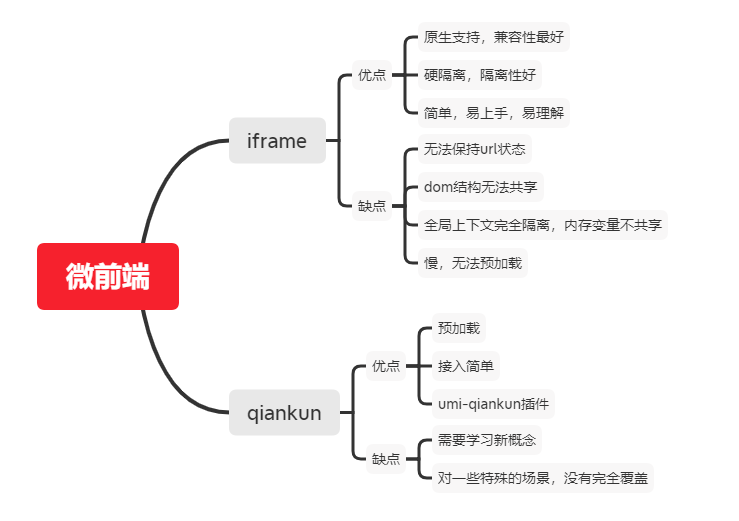 微前端
iframe
优点
原生支持，兼容性最好
硬隔离，隔离性好
简单，易上手，易理解
缺点
无法保持url状态
dom结构无法共享
全局上下文完全隔离，内存变量不共享
慢，无法预加载
qiankun
优点
预加载
接入简单
umi-qiankun插件
缺点
需要学习新概念
对一些特殊的场景，没有完全覆盖